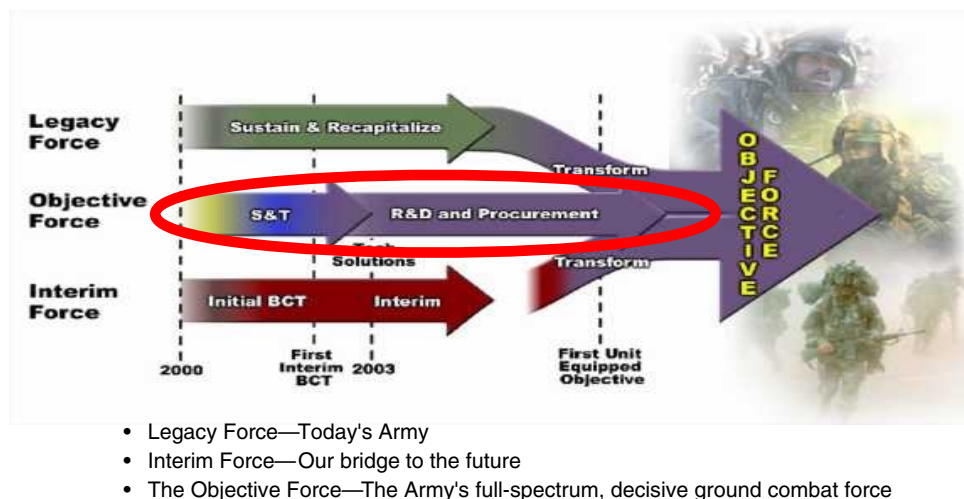 Legacy
Force
Sustain & Recapitalize
Transform
Objective
Force
S&T
R&D and Procurement
OBJECTIVE
FORCE
Tech
Solutions
Transform
Interim
Force
Initial BCT
Interim
2000
First
Interim
BCT
2003
First Unit
Equipped
Objective
• Legacy Force—Today's Army
• Interim Force—Our bridge to the future
• The Objective Force—The Army's full-spectrum, decisive ground combat force